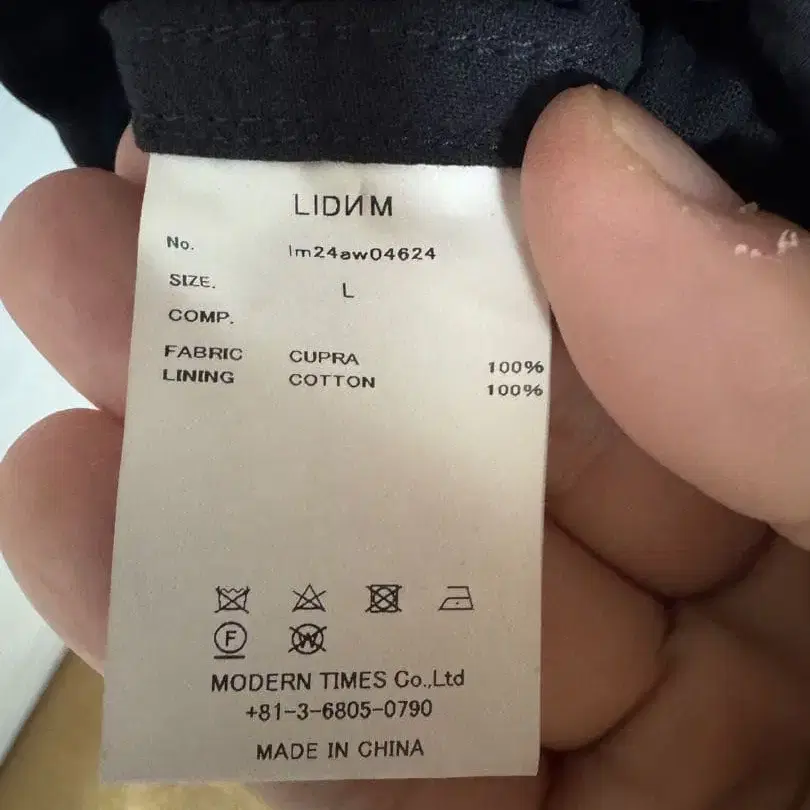 LIDИM
No. lm24aw04624
SIZE. L
COMP.
FABRIC CUPRA 100%
LINING COTTON 100%
F W
MODERN TIMES Co.,Ltd
+81-3-6805-0790
MADE IN CHINA